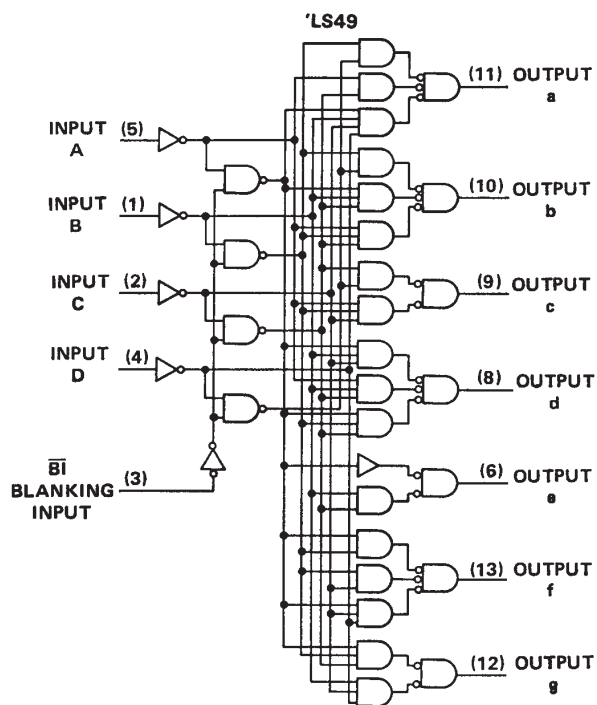 'LS49
(11) OUTPUT
a
INPUT (5)
A
(10) OUTPUT
b
INPUT (1)
B
INPUT (2)
C
(9) OUTPUT
c
INPUT (4)
D
(8) OUTPUT
d
B̅I̅ (3)
BLANKING
INPUT
(6) OUTPUT
e
(13) OUTPUT
f
(12) OUTPUT
g